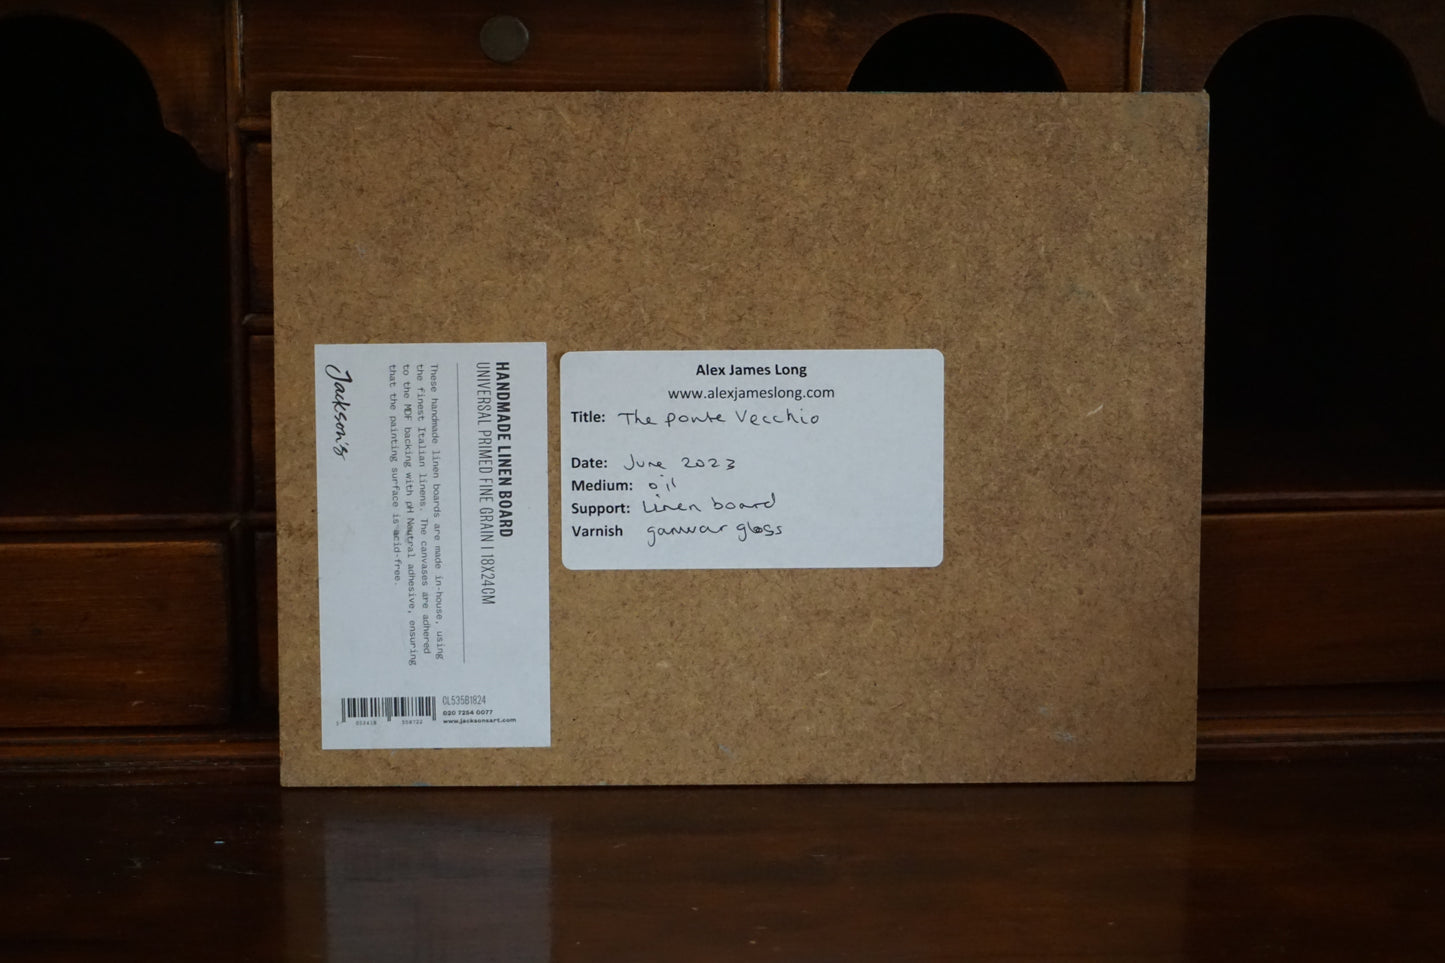 Jackson's
HANDMADE LINEN BOARD
UNIVERSAL PRIMED FINE GRAIN | 18X24CM
These handmade linen boards are made in-house, using
the finest Italian linens. The canvases are adhered
to the MDF backing with pH Neutral adhesive, ensuring
that the painting surface is acid-free.
CL535B1824
020 7254 0077
www.jacksonsart.com
Alex James Long
www.alexjameslong.com
Title: The Ponte Vecchio
Date: June 2023
Medium: oil
Support: Linen board
Varnish gamvar gloss